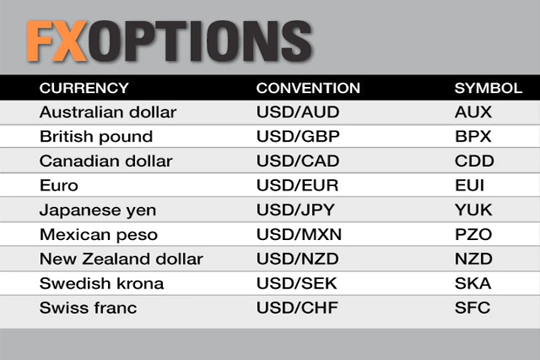 FXOPTIONS
CURRENCY CONVENTION SYMBOL
Australian dollar USD/AUD AUX
British pound USD/GBP BPX
Canadian dollar USD/CAD CDD
Euro USD/EUR EUI
Japanese yen USD/JPY YUK
Mexican peso USD/MXN PZO
New Zealand dollar USD/NZD NZD
Swedish krona USD/SEK SKA
Swiss franc USD/CHF SFC